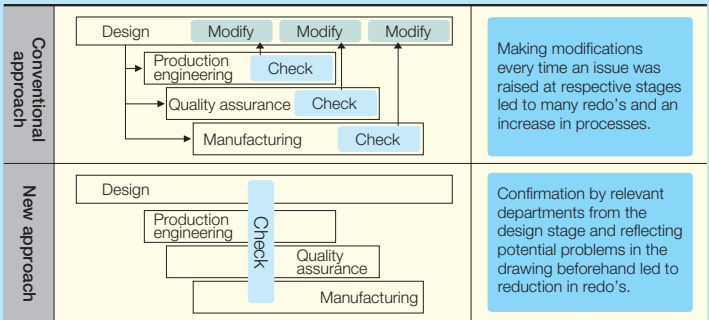 Conventional
approach
Design
Modify
Modify
Modify
Production
engineering
Check
Quality assurance
Check
Manufacturing
Check
Making modifications
every time an issue was
raised at respective stages
led to many redo's and an
increase in processes.
New approach
Design
Check
Production
engineering
Quality
assurance
Manufacturing
Confirmation by relevant
departments from the
design stage and reflecting
potential problems in the
drawing beforehand led to
reduction in redo's.